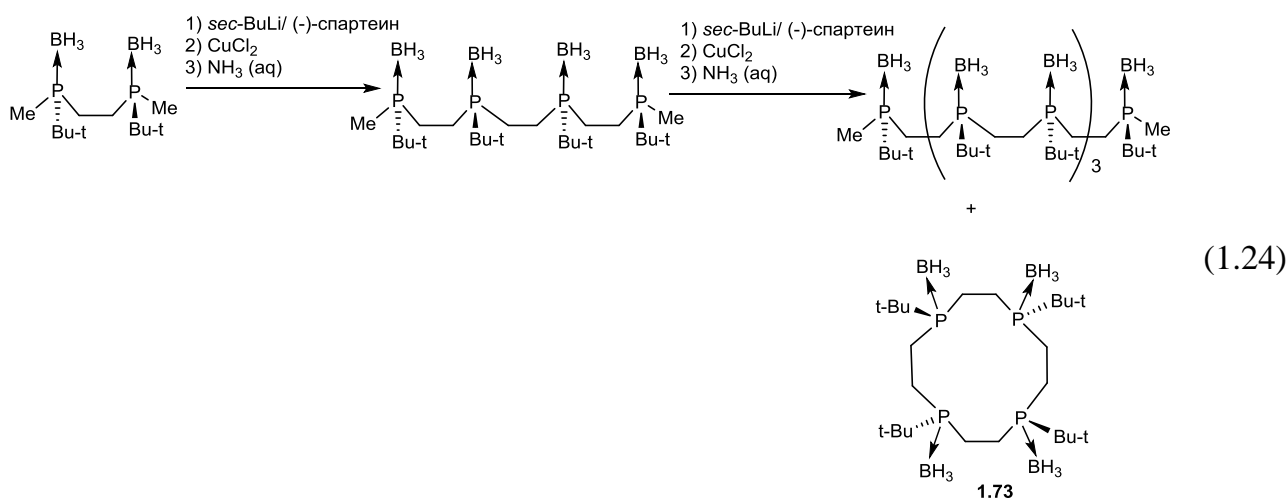 1) sec-BuLi/ (-)-спартеин
2) CuCl2
3) NH3 (aq)
1) sec-BuLi/ (-)-спартеин
2) CuCl2
3) NH3 (aq)
BH3 BH3
P P
Me Me
Bu-t Bu-t
BH3 BH3 BH3 BH3
P P P P
Me Me
Bu-t Bu-t Bu-t Bu-t
BH3 BH3 BH3 BH3
P P P P
Me Me
Bu-t Bu-t Bu-t Bu-t
3
+
(1.24)
BH3 BH3
t-Bu Bu-t
P P
P P
t-Bu Bu-t
BH3 BH3
1.73